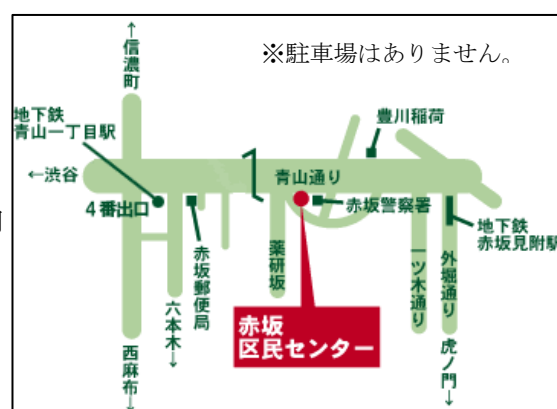 ↑信濃町
※駐車場はありません。
地下鉄
青山一丁目駅
豊川稲荷
←渋谷
青山通り
4番出口
赤坂警察署
地下鉄
赤坂見附駅
赤坂郵便局
薬研坂
一ツ木通り
外堀通り
六本木↓
赤坂
区民センター
西麻布↓
虎ノ門↓